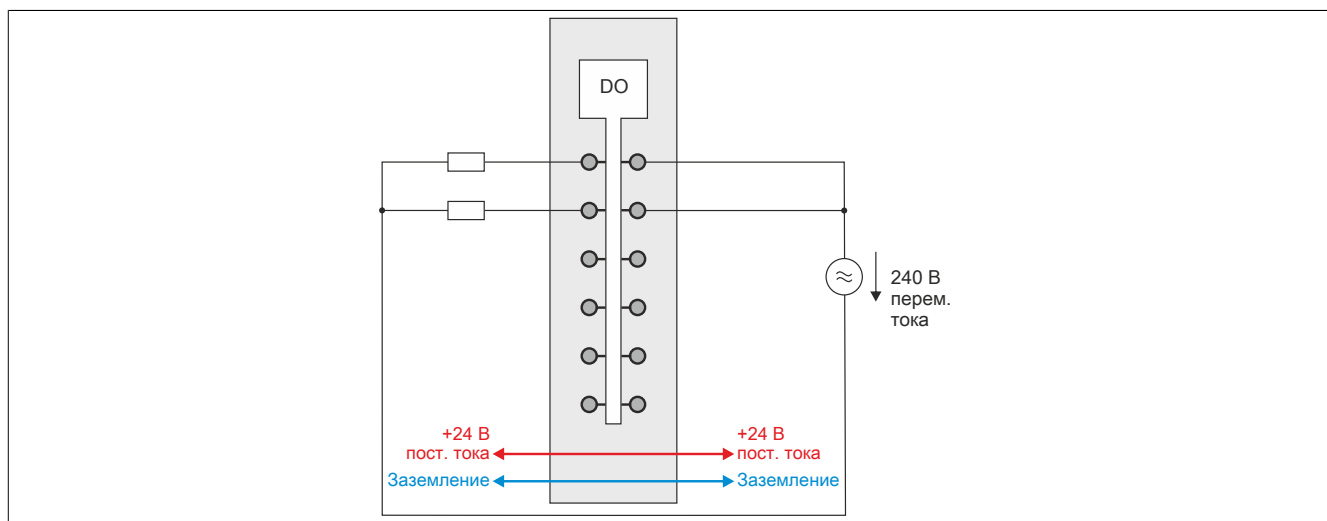 DO
240 В
перем.
тока
+24 В
пост. тока
+24 В
пост. тока
Заземление
Заземление